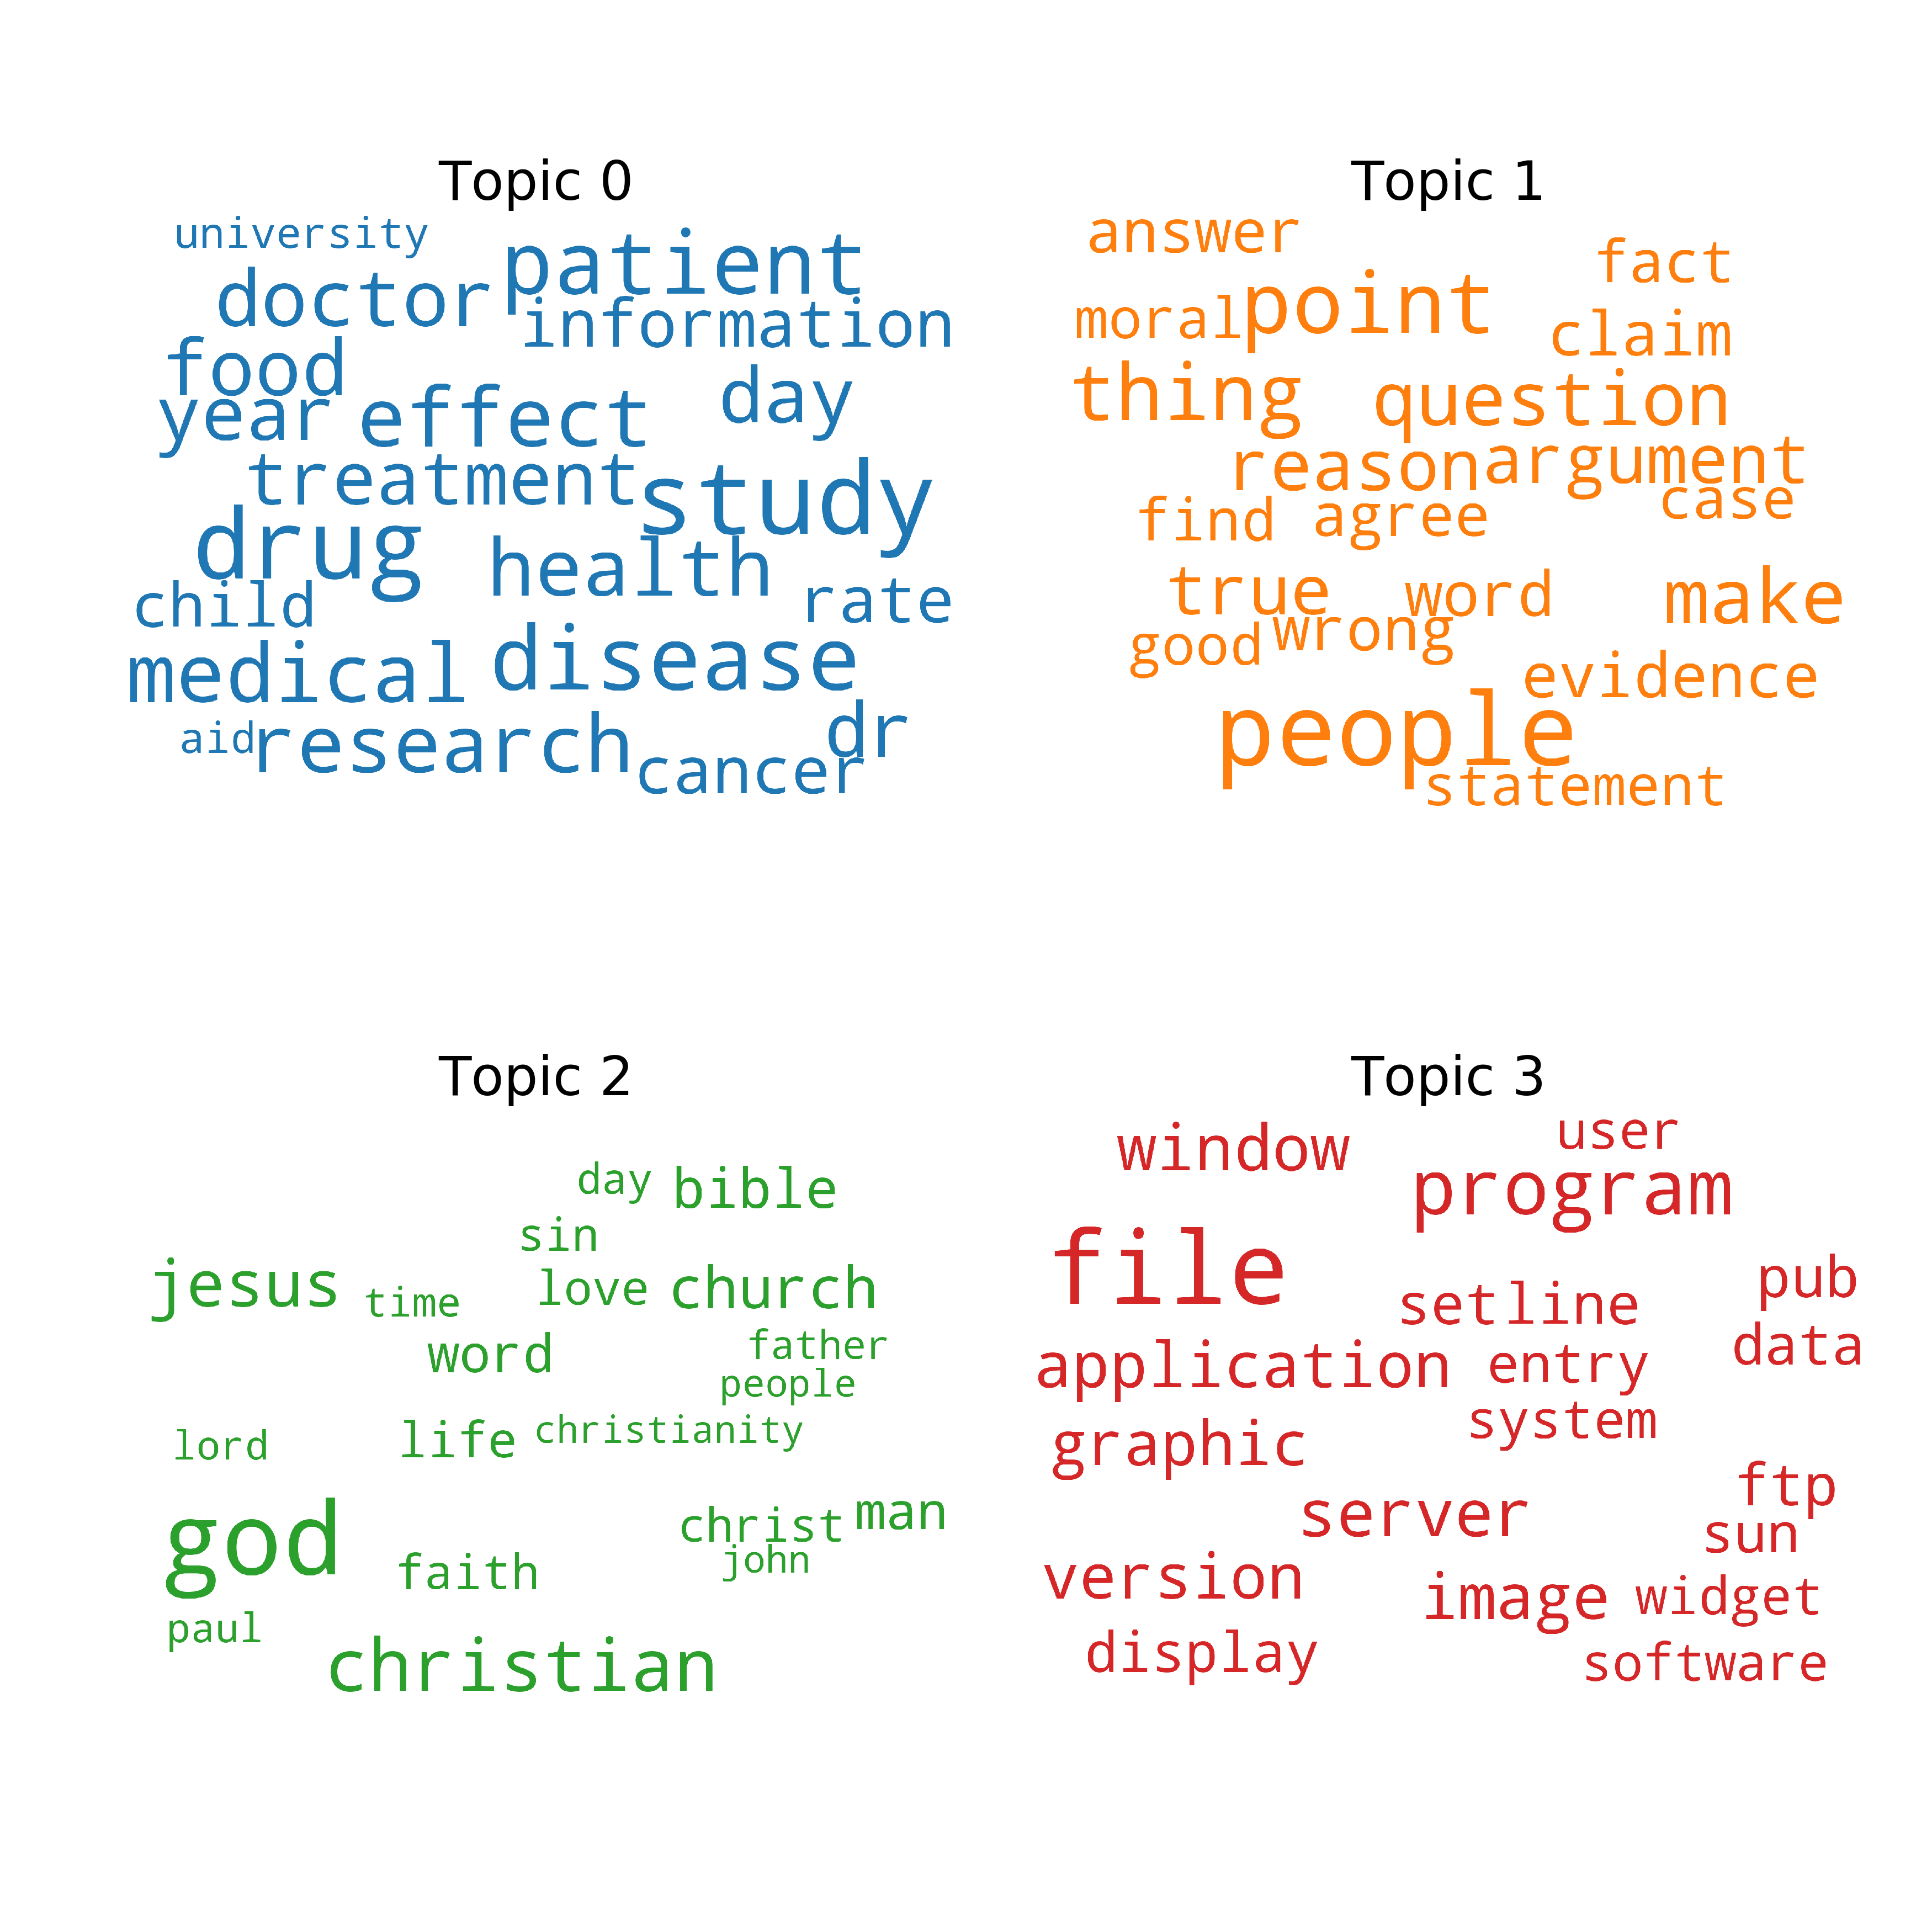 Topic 0
university
patient
doctor
information
food
day
year
effect
treatment
study
drug
health
child
rate
medical
disease
aid
research
dr
cancer
Topic 1
answer
fact
moral
point
claim
thing
question
reason
argument
case
find
agree
true
word
make
good
wrong
evidence
people
statement
Topic 2
day
bible
sin
jesus
time
love
church
word
father
people
lord
life
christianity
god
christ
man
john
faith
paul
christian
Topic 3
window
user
program
file
set
line
pub
data
application
entry
graphic
system
ftp
server
sun
version
image
widget
display
software